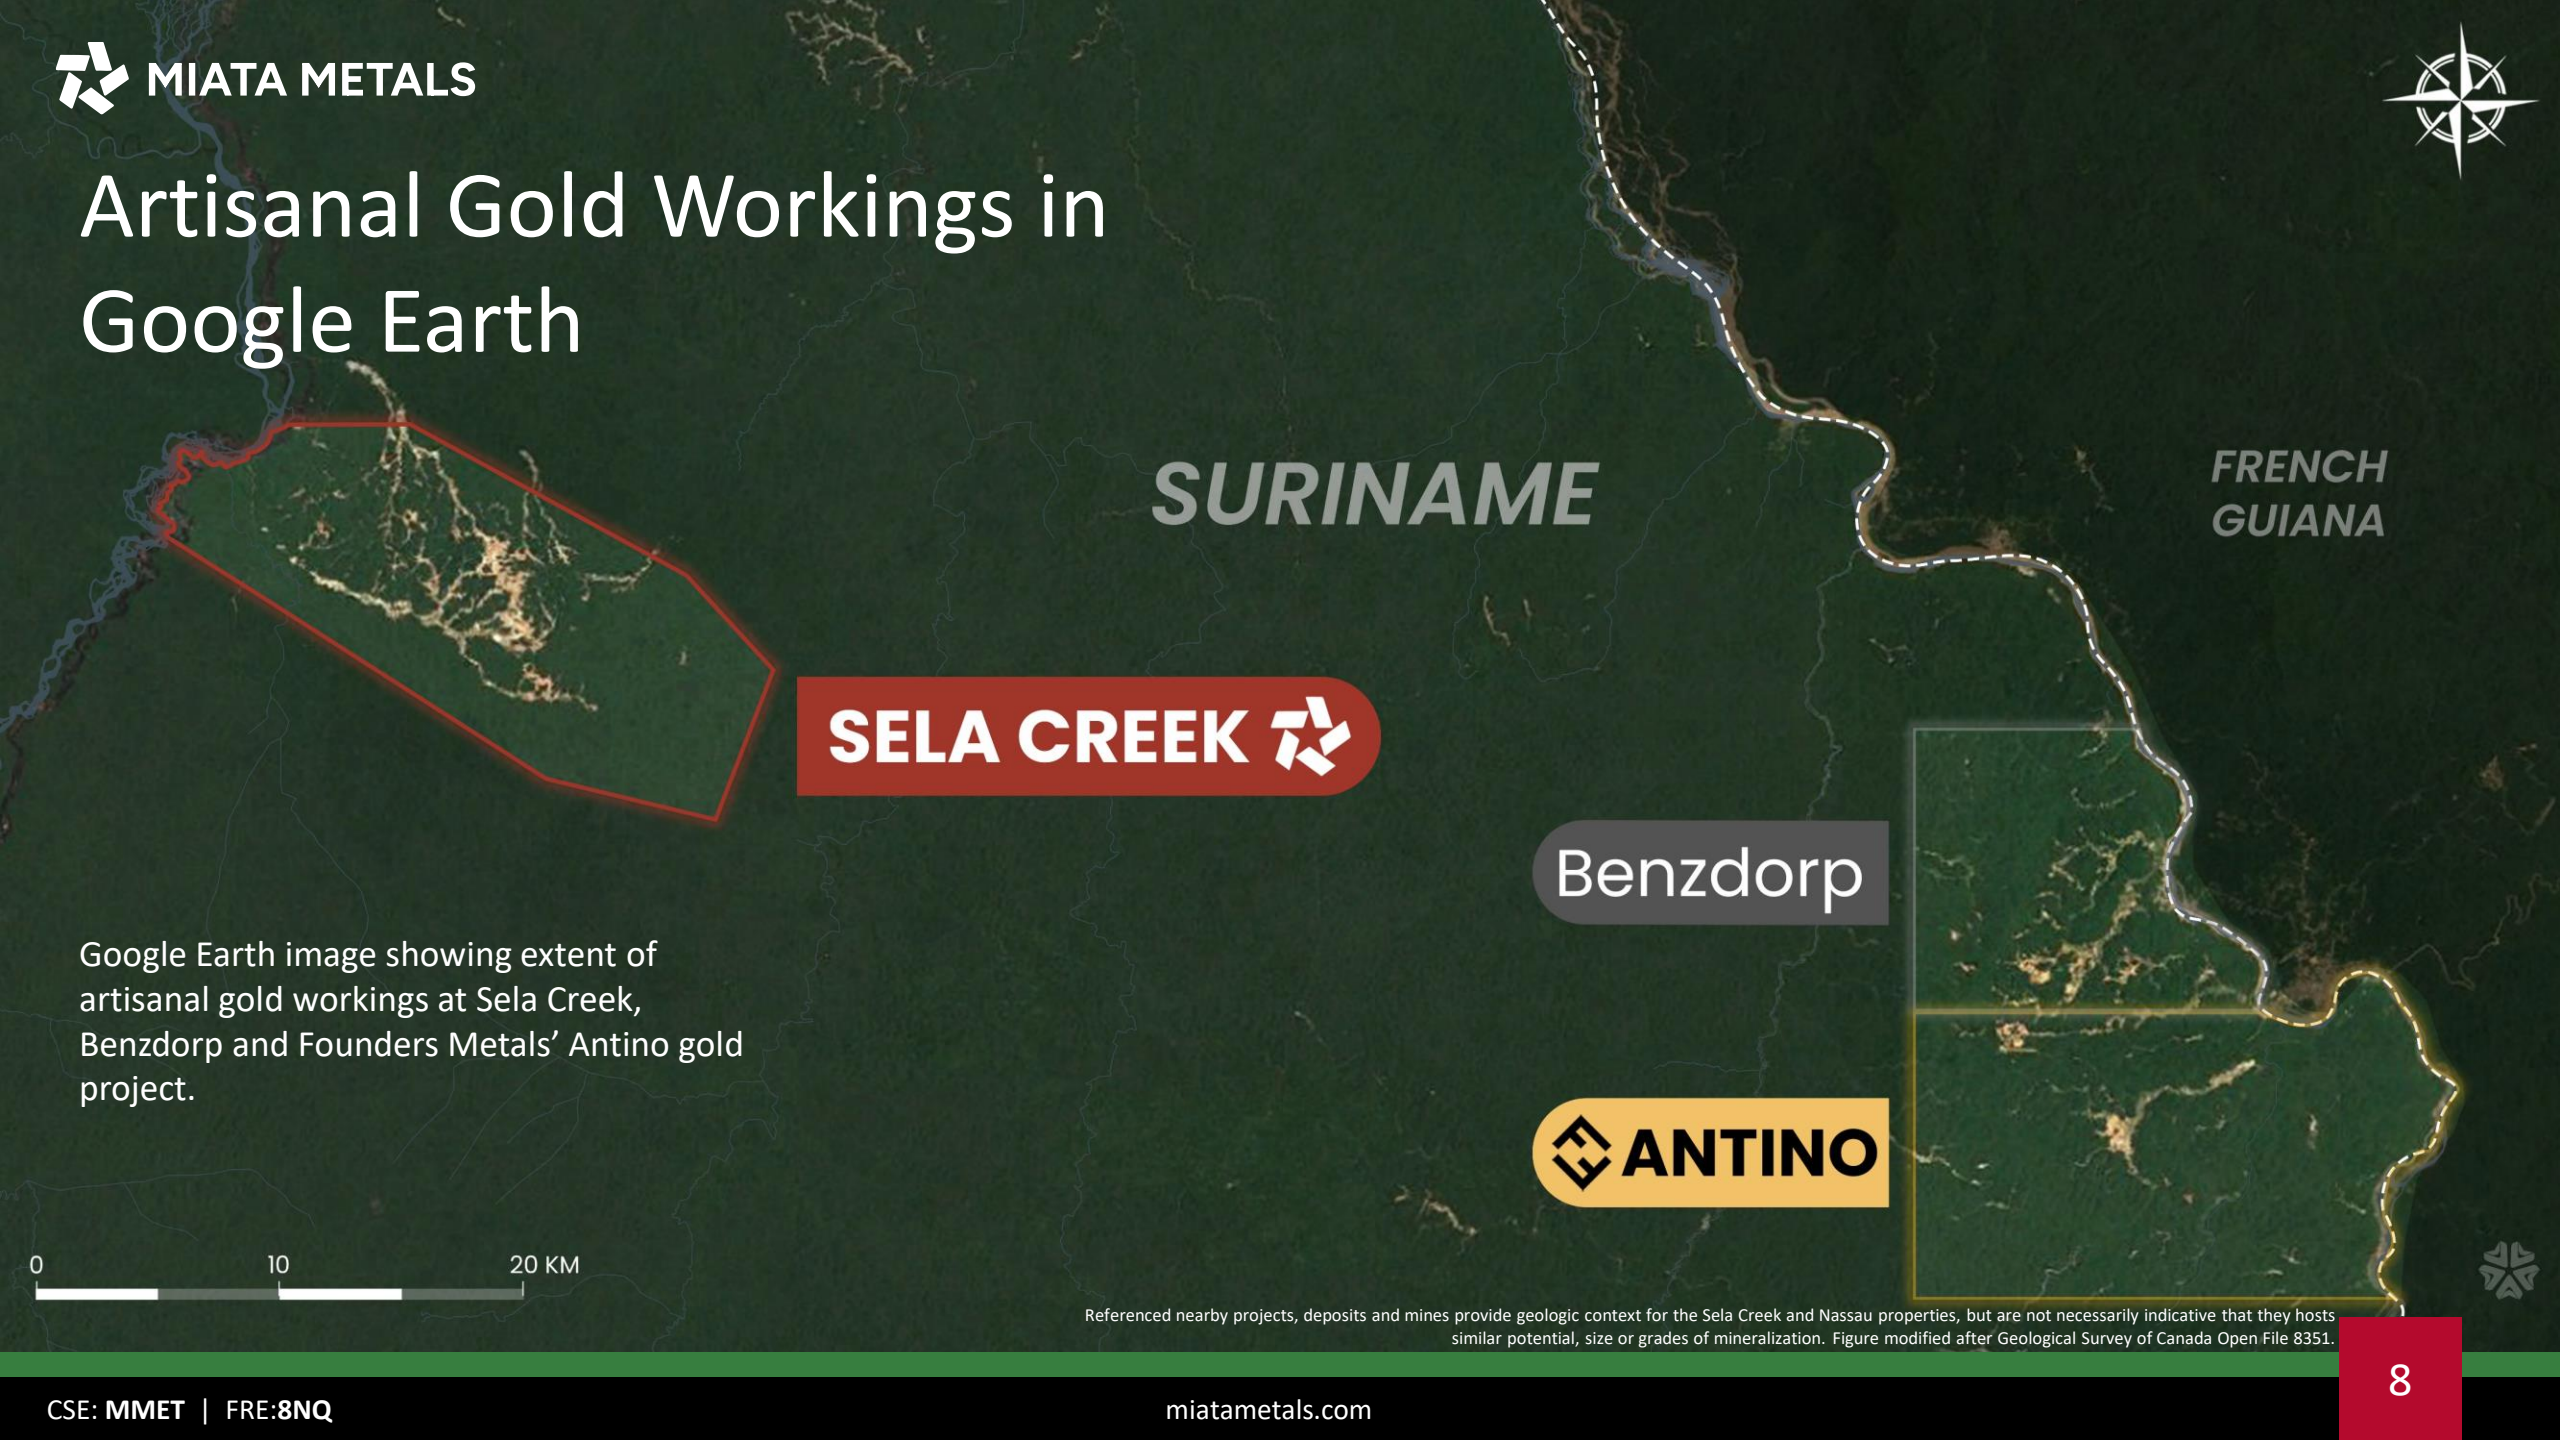 MIATA METALS
Artisanal Gold Workings in
Google Earth
SURINAME
FRENCH
GUIANA
SELA CREEK
Benzdorp
Google Earth image showing extent of
artisanal gold workings at Sela Creek,
Benzdorp and Founders Metals’ Antino gold
project.
ANTINO
0 10 20 KM
Referenced nearby projects, deposits and mines provide geologic context for the Sela Creek and Nassau properties, but are not necessarily indicative that they hosts
similar potential, size or grades of mineralization. Figure modified after Geological Survey of Canada Open File 8351.
8
CSE: MMET | FRE:8NQ
miatametals.com